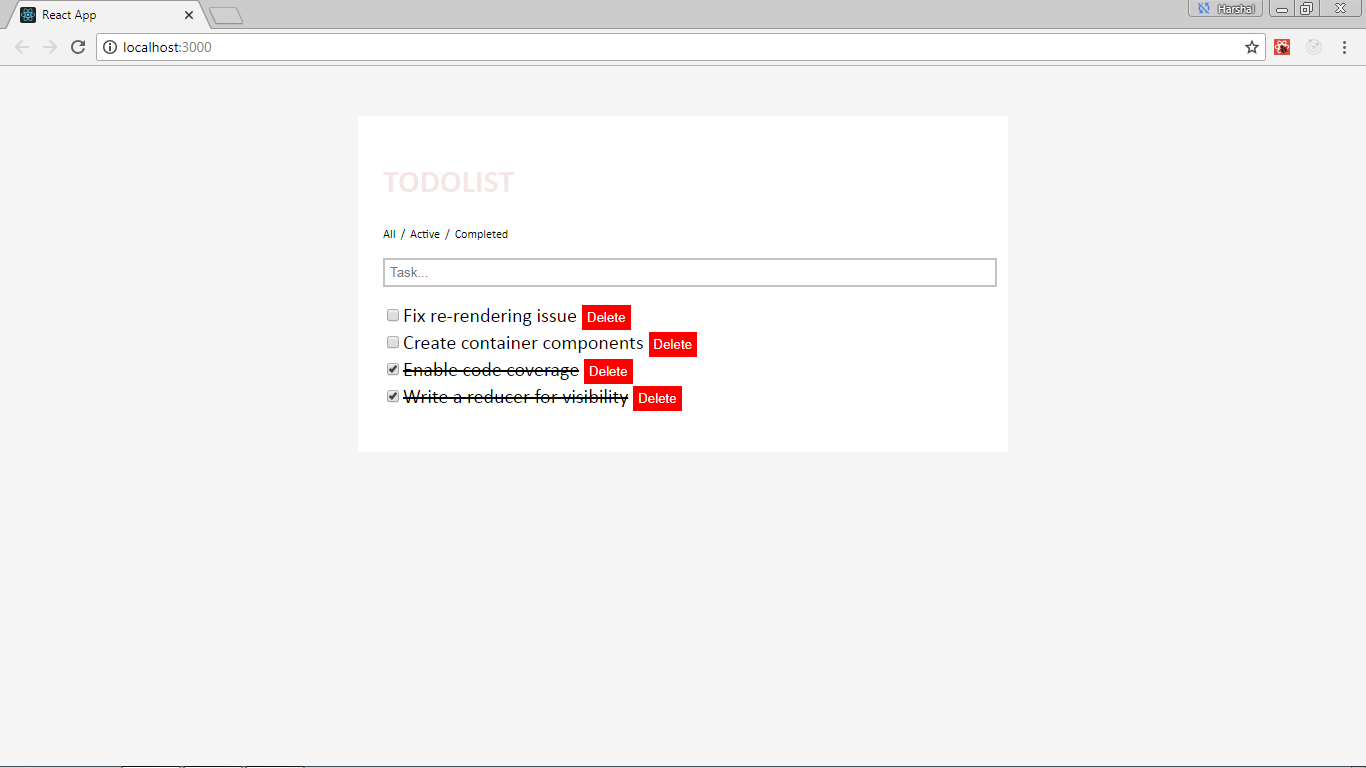 React App
Harshal
localhost:3000
TODOLIST
All / Active / Completed
Task...
Fix re-rendering issue Delete
Create container components Delete
Enable code coverage Delete
Write a reducer for visibility Delete